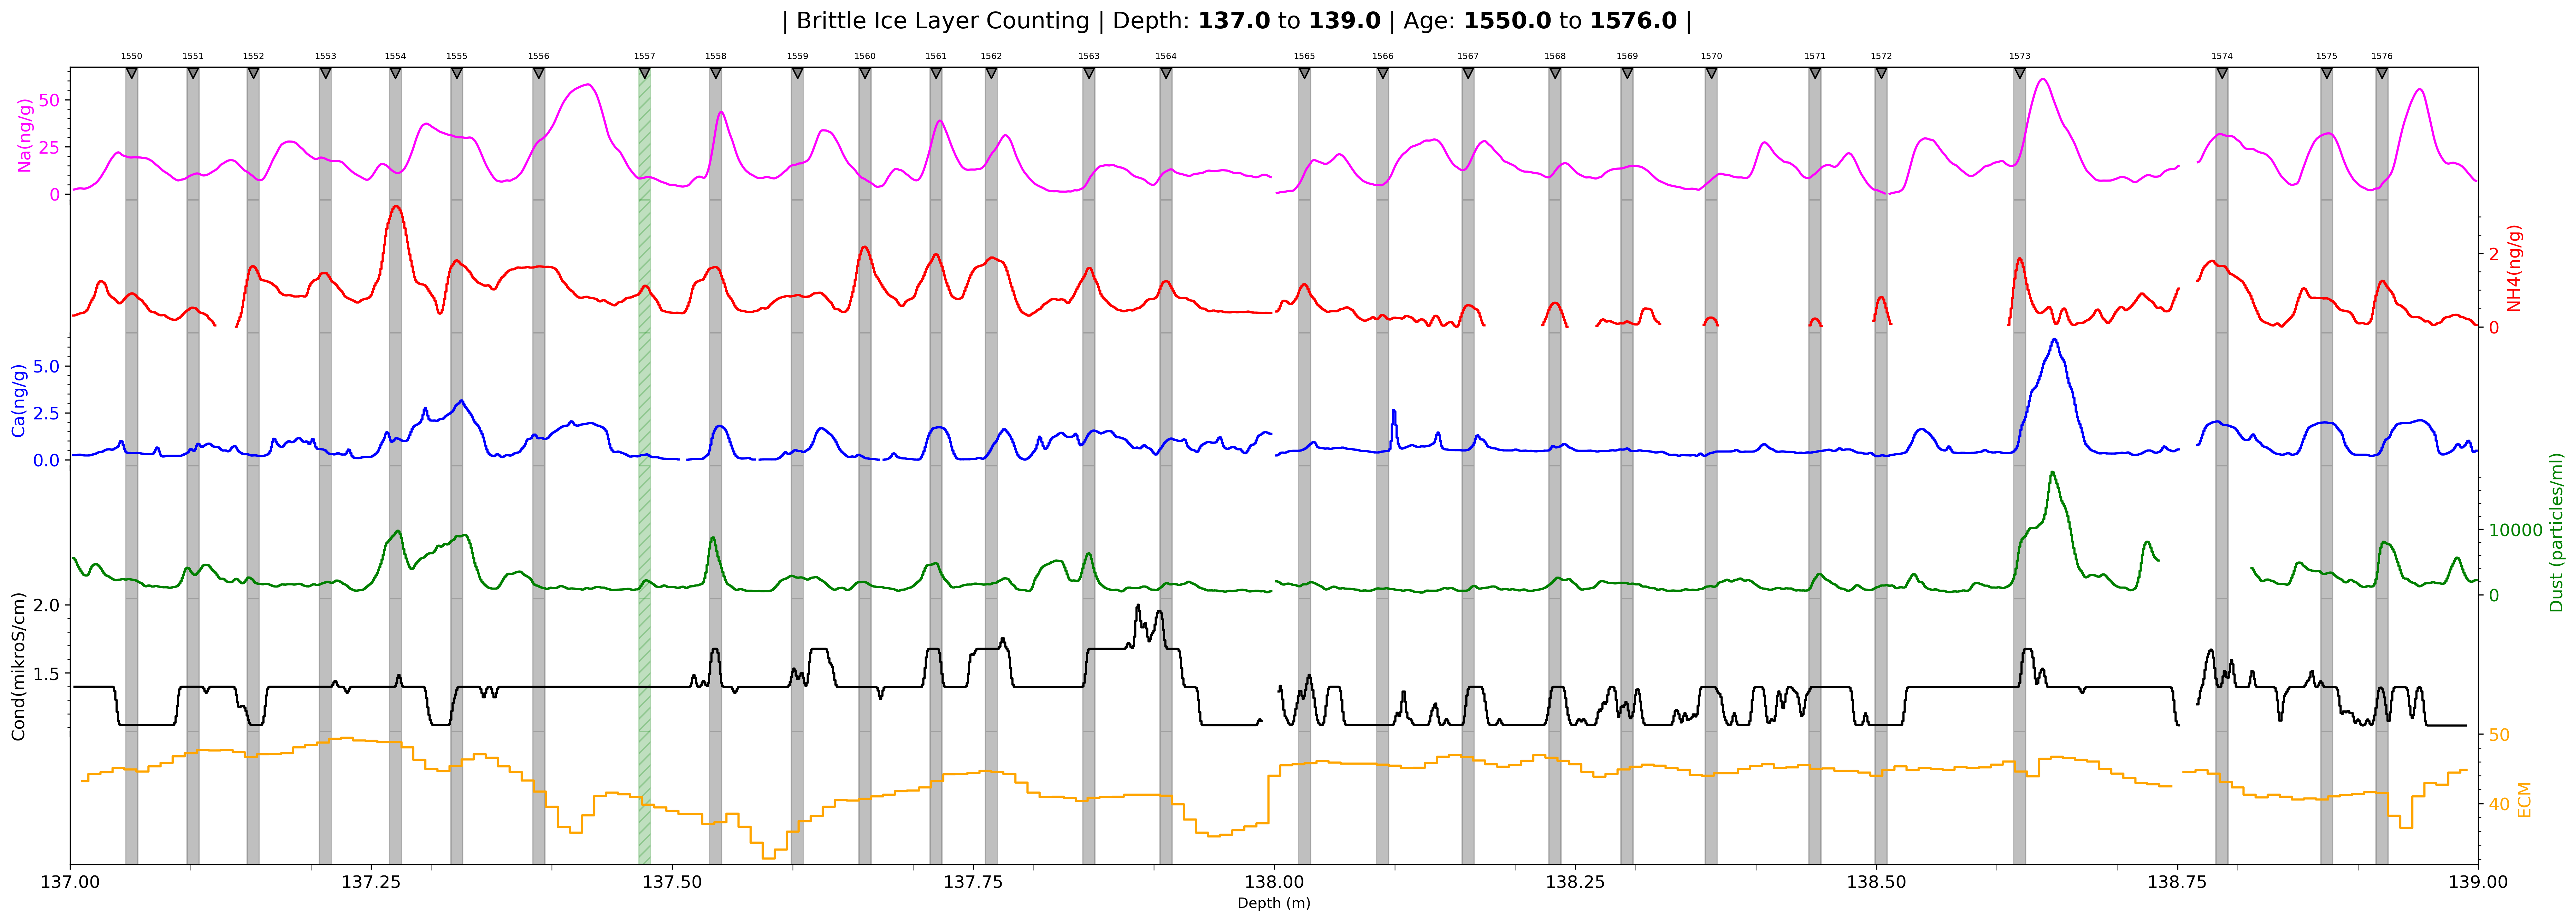 | Brittle Ice Layer Counting | Depth: 137.0 to 139.0 | Age: 1550.0 to 1576.0 |
1550 1551 1552 1553 1554 1555 1556 1557 1558 1559 1560 1561 1562 1563 1564 1565 1566 1567 1568 1569 1570 1571 1572 1573 1574 1575 1576
Na(ng/g)
50
25
0
NH4(ng/g)
2
0
Ca(ng/g)
5.0
2.5
0.0
Dust (particles/ml)
10000
0
Cond(mikroS/cm)
2.0
1.5
ECM
50
40
137.00 137.25 137.50 137.75 138.00 138.25 138.50 138.75 139.00
Depth (m)